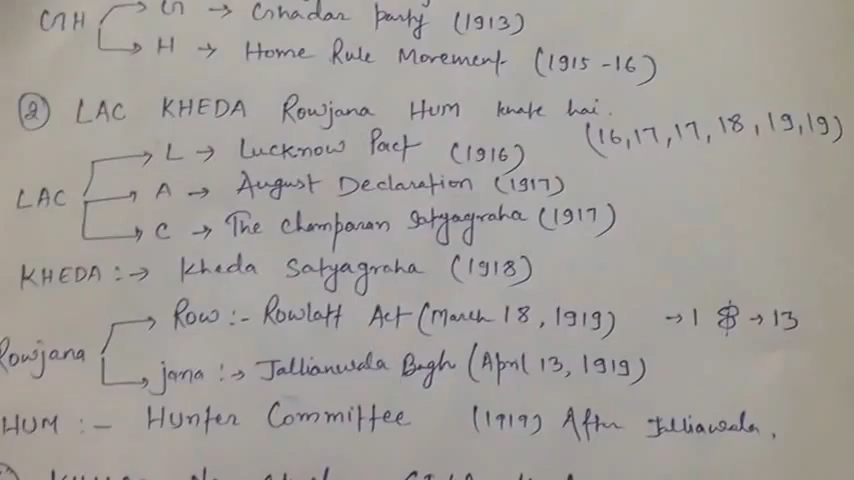 GH → G → Ghadar party (1913)
→ H → Home Rule Movement (1915-16)
② LAC KHEDA Rowjana HUM khate hai.
(16,17,17,18,19,19)
LAC → L → Lucknow Pact (1916)
→ A → August Declaration (1917)
→ C → The Champaran Satyagraha (1917)
KHEDA :→ Kheda Satyagraha (1918)
Rowjana → Row :- Rowlatt Act (March 18, 1919) → 1 8 → 13
→ jana :→ Jallianwala Bagh (April 13, 1919)
HUM :- Hunter Committee (1919) After Jlliawala.